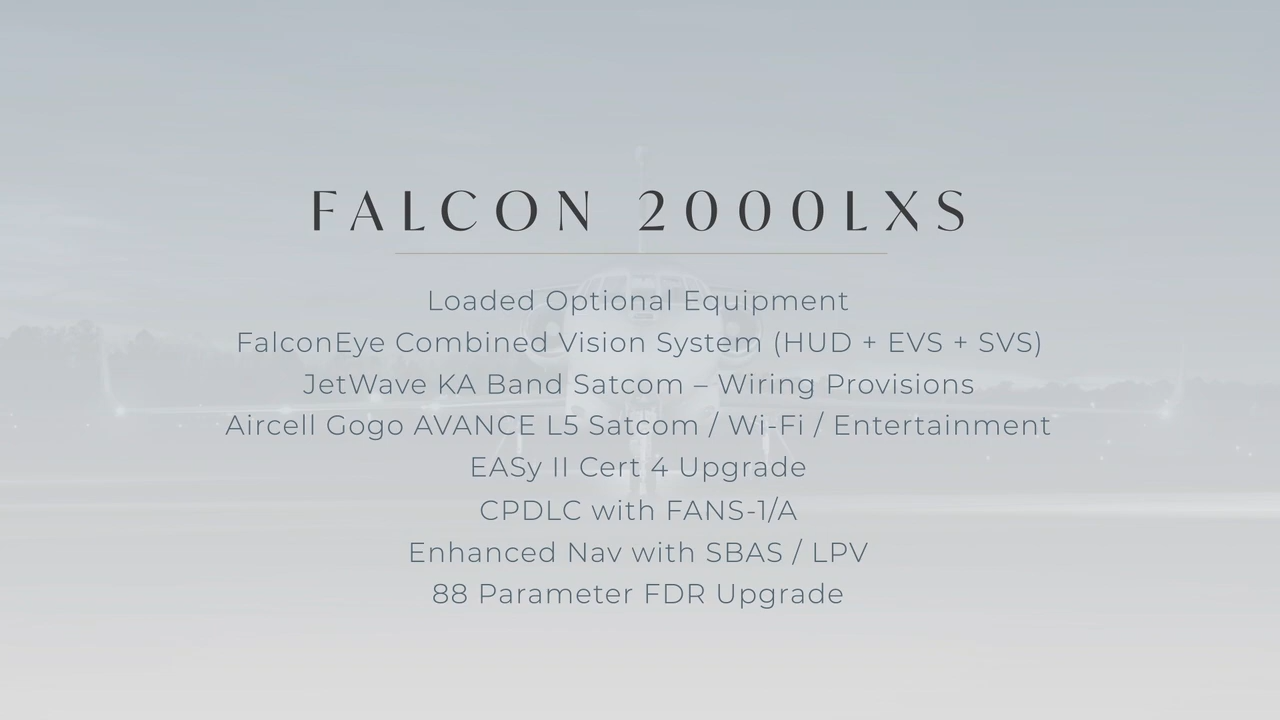 FALCON 2000LXS
Loaded Optional Equipment
FalconEye Combined Vision System (HUD + EVS + SVS)
JetWave KA Band Satcom – Wiring Provisions
Aircell Gogo AVANCE L5 Satcom / Wi-Fi / Entertainment
EASy II Cert 4 Upgrade
CPDLC with FANS-1/A
Enhanced Nav with SBAS / LPV
88 Parameter FDR Upgrade